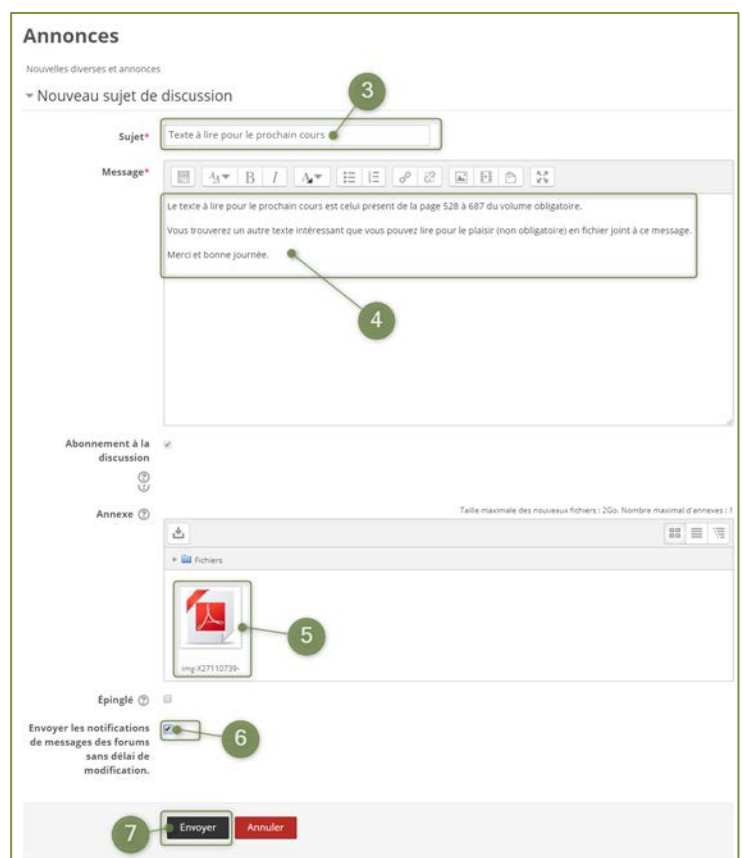 Annonces
Nouvelles diverses et annonces
Nouveau sujet de discussion
3
Sujet*
Texte à lire pour le prochain cours
Message*
B I
Le texte à lire pour le prochain cours est celui présent de la page 528 à 687 du volume obligatoire.
Vous trouverez un autre texte intéressant que vous pouvez lire pour le plaisir (non obligatoire) en fichier joint à ce message.
Merci et bonne journée.
4
Abonnement à la
discussion
Annexe
Taille maximale des nouveaux fichiers : 2Go. Nombre maximal d'annexes : 1
Fichiers
5
img-X27110739-
Épinglé
Envoyer les notifications
de messages des forums
sans délai de
modification.
6
7
Envoyer Annuler